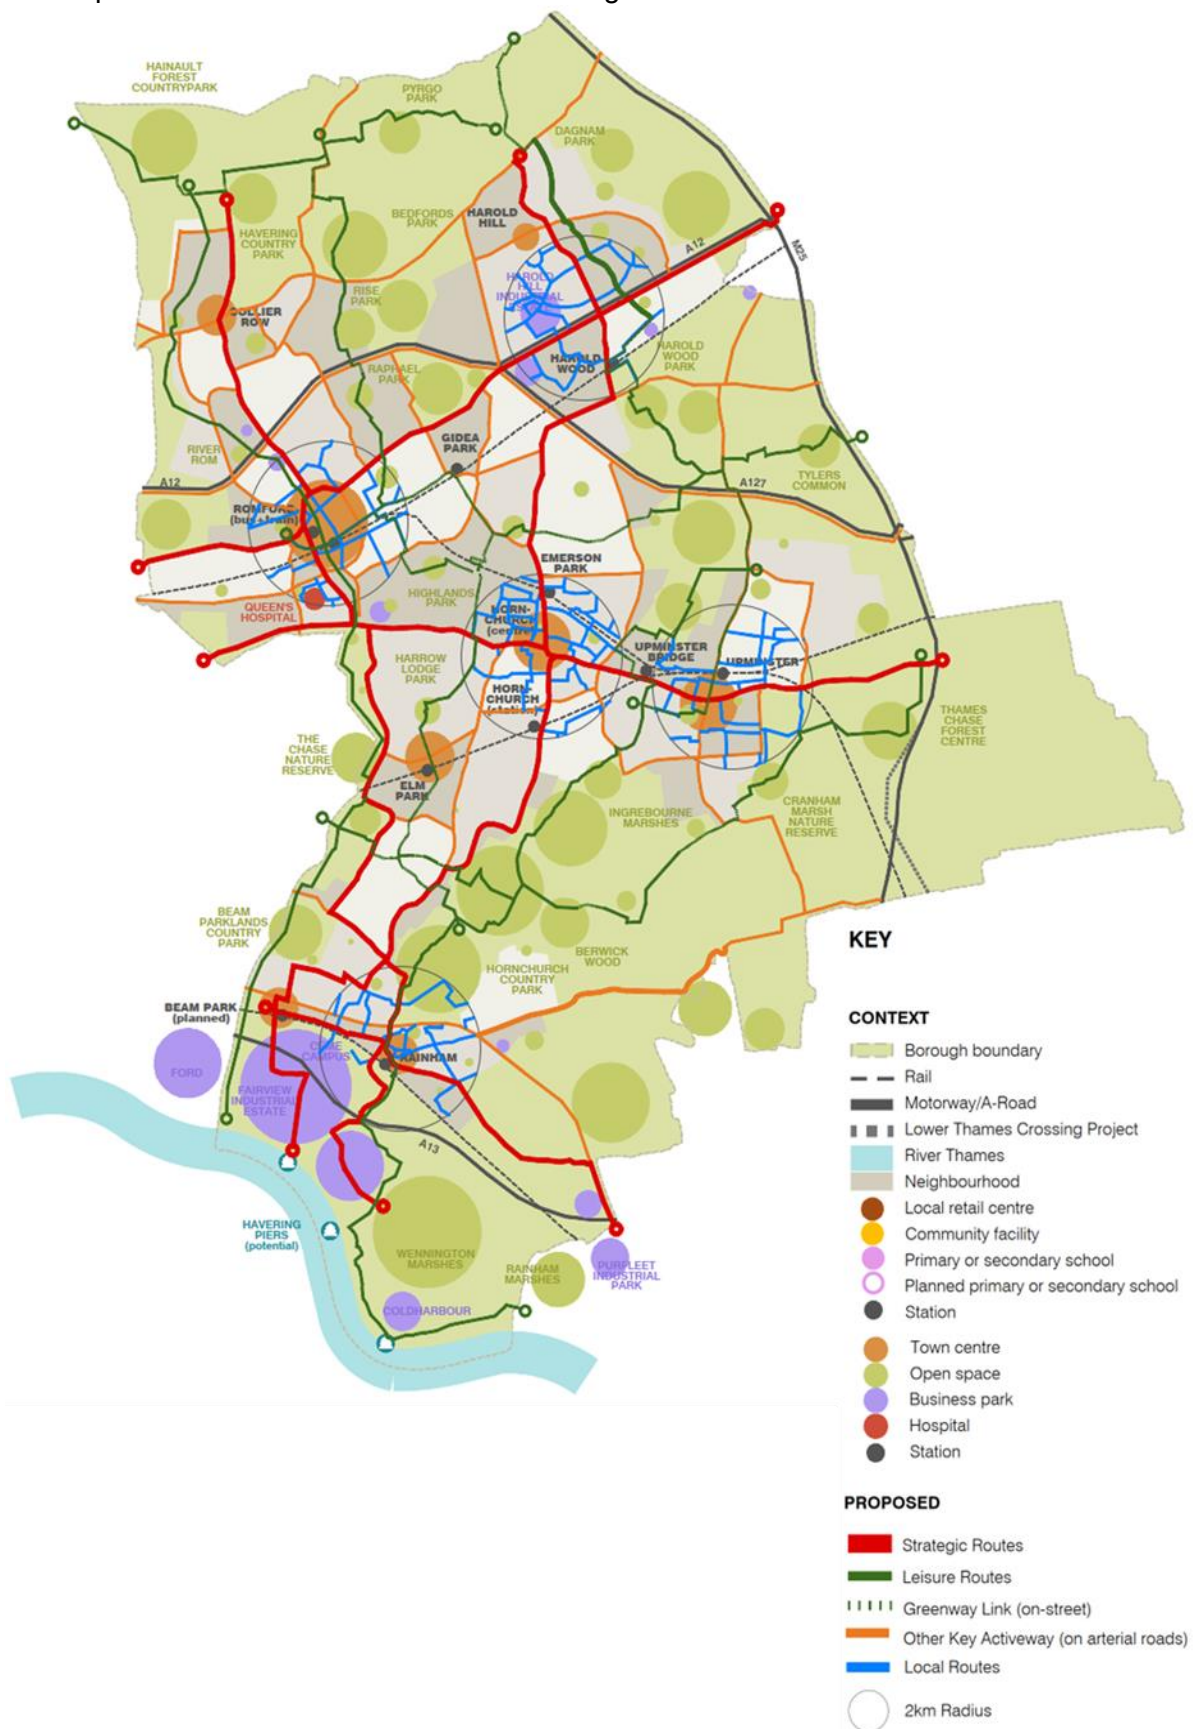 HAINAULT
FOREST
COUNTRYPARK
PYRGO
PARK
DAGNAM
PARK
HAVERING
COUNTRY
PARK
BEDFORDS
PARK
HAROLD
HILL
A12
M25
HAROLD
HILL
INDUSTRIAL
RISE
PARK
COLLIER
ROW
RAPHAEL
PARK
HAROLD
WOOD
HAROLD
WOOD
PARK
RIVER
ROM
GIDEA
PARK
A12
A127
TYLERS
COMMON
ROMFORD
(bus+train)
EMERSON
PARK
QUEEN'S
HOSPITAL
HIGHLANDS
PARK
HORN-
CHURCH
(centre)
HARROW
LODGE
PARK
UPMINSTER
BRIDGE
UPMINSTER
HORN-
CHURCH
(station)
THAMES
CHASE
FOREST
CENTRE
THE
CHASE
NATURE
RESERVE
ELM
PARK
INGREBOURNE
MARSHES
CRANHAM
MARSH
NATURE
RESERVE
BEAM
PARKLANDS
COUNTRY
PARK
BERWICK
WOOD
HORNCHURCH
COUNTRY
PARK
BEAM PARK
(planned)
CEME
CAMPUS
RAINHAM
FORD
FAIRVIEW
INDUSTRIAL
ESTATE
A13
HAVERING
PIERS
(potential)
WENNINGTON
MARSHES
RAINHAM
MARSHES
PURFLEET
INDUSTRIAL
PARK
COLDHARBOUR
KEY
CONTEXT
Borough boundary
Rail
Motorway/A-Road
Lower Thames Crossing Project
River Thames
Neighbourhood
Local retail centre
Community facility
Primary or secondary school
Planned primary or secondary school
Station
Town centre
Open space
Business park
Hospital
Station
PROPOSED
Strategic Routes
Leisure Routes
Greenway Link (on-street)
Other Key Activeway (on arterial roads)
Local Routes
2km Radius